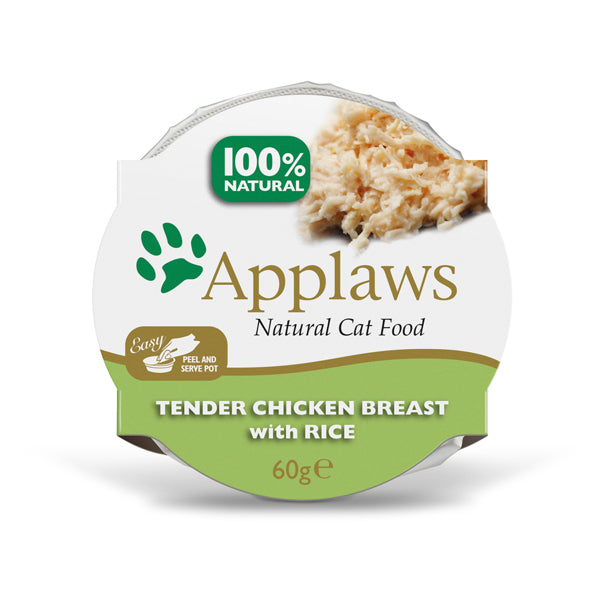 100%
NATURAL
Applaws
Natural Cat Food
Easy
PEEL AND
SERVE POT
TENDER CHICKEN BREAST
with RICE
60g℮